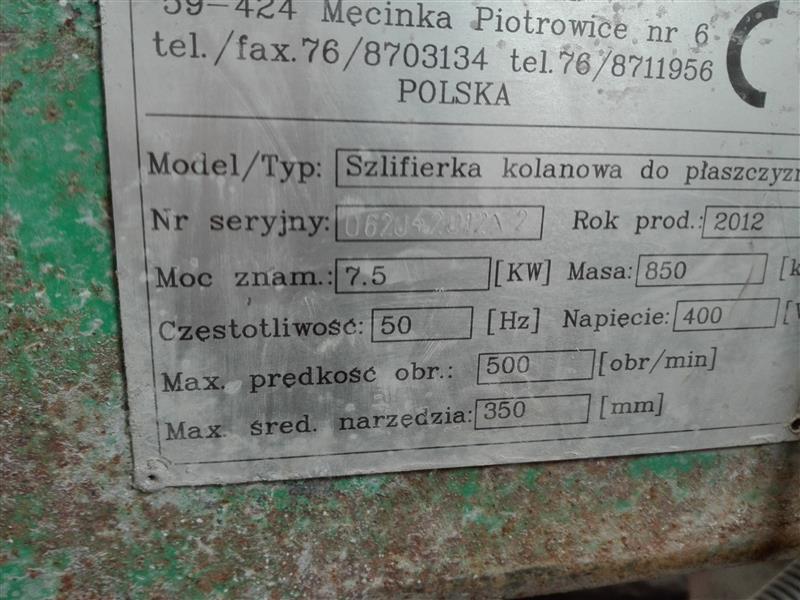 59-424 Męcinka Piotrowice nr 6
tel./fax.76/8703134 tel.76/8711956
POLSKA
Model/Typ: Szlifierka kolanowa do płaszczyzn
Nr seryjny: Rok prod.: 2012
Moc znam.: 7.5 [KW] Masa: 850
Częstotliwość: 50 [Hz] Napięcie: 400
Max. prędkość obr.: 500 [obr/min]
Max. śred. narzędzia: 350 [mm]